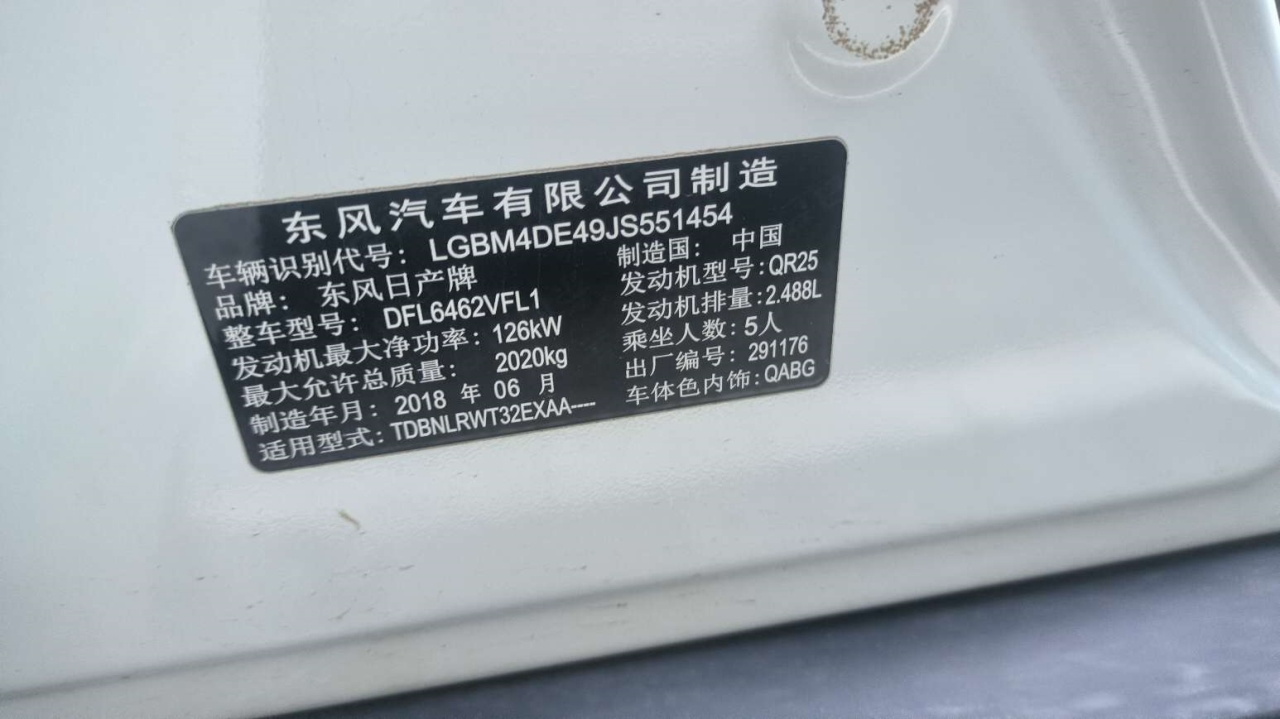 东风汽车有限公司制造
车辆识别代号: LGBM4DE49JS551454
品牌: 东风日产牌 制造国: 中国
整车型号: DFL6462VFL1 发动机型号:QR25
发动机最大净功率: 126kW 发动机排量:2.488L
最大允许总质量: 2020kg 乘坐人数:5人
制造年月: 2018 年 06 月 出厂编号: 291176
适用型式: TDBNLRWT32EXAA---- 车体色内饰:QABG